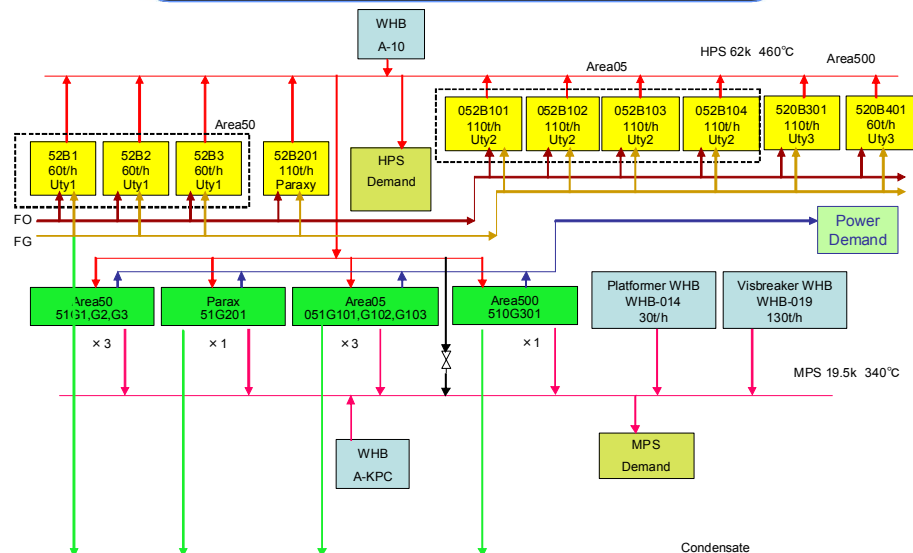 WHB
A-10
HPS 62k 460℃
Area05
Area500
Area50
52B1
60t/h
Uty1
52B2
60t/h
Uty1
52B3
60t/h
Uty1
52B201
110t/h
Paraxy
HPS
Demand
052B101
110t/h
Uty2
052B102
110t/h
Uty2
052B103
110t/h
Uty2
052B104
110t/h
Uty2
520B301
110t/h
Uty3
520B401
60t/h
Uty3
FO
FG
Power
Demand
Area50
51G1,G2,G3
Parax
51G201
Area05
051G101,G102,G103
Area500
510G301
Platformer WHB
WHB-014
30t/h
Visbreaker WHB
WHB-019
130t/h
×3
×1
×3
×1
MPS 19.5k 340℃
WHB
A-KPC
MPS
Demand
Condensate